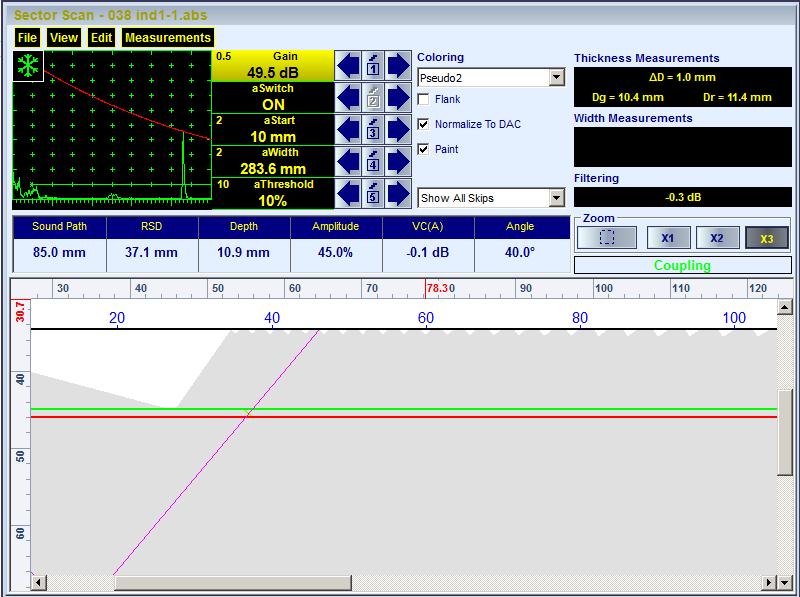 Sector Scan - 038 ind1-1.abs
File View Edit Measurements
0.5 Gain
49.5 dB
1
aSwitch
ON
2
2 aStart
10 mm
3
2 aWidth
283.6 mm
4
10 aThreshold
10%
5
Coloring
Pseudo2
Flank
Normalize To DAC
Paint
Show All Skips
Thickness Measurements
ΔD = 1.0 mm
Dg = 10.4 mm Dr = 11.4 mm
Width Measurements
Filtering
-0.3 dB
Zoom
X1 X2 X3
Coupling
Sound Path RSD Depth Amplitude VC(A) Angle
85.0 mm 37.1 mm 10.9 mm 45.0% -0.1 dB 40.0°
30 40 50 60 70 78.30 90 100 110 120
30.7
20 40 60 80 100
40
50
60